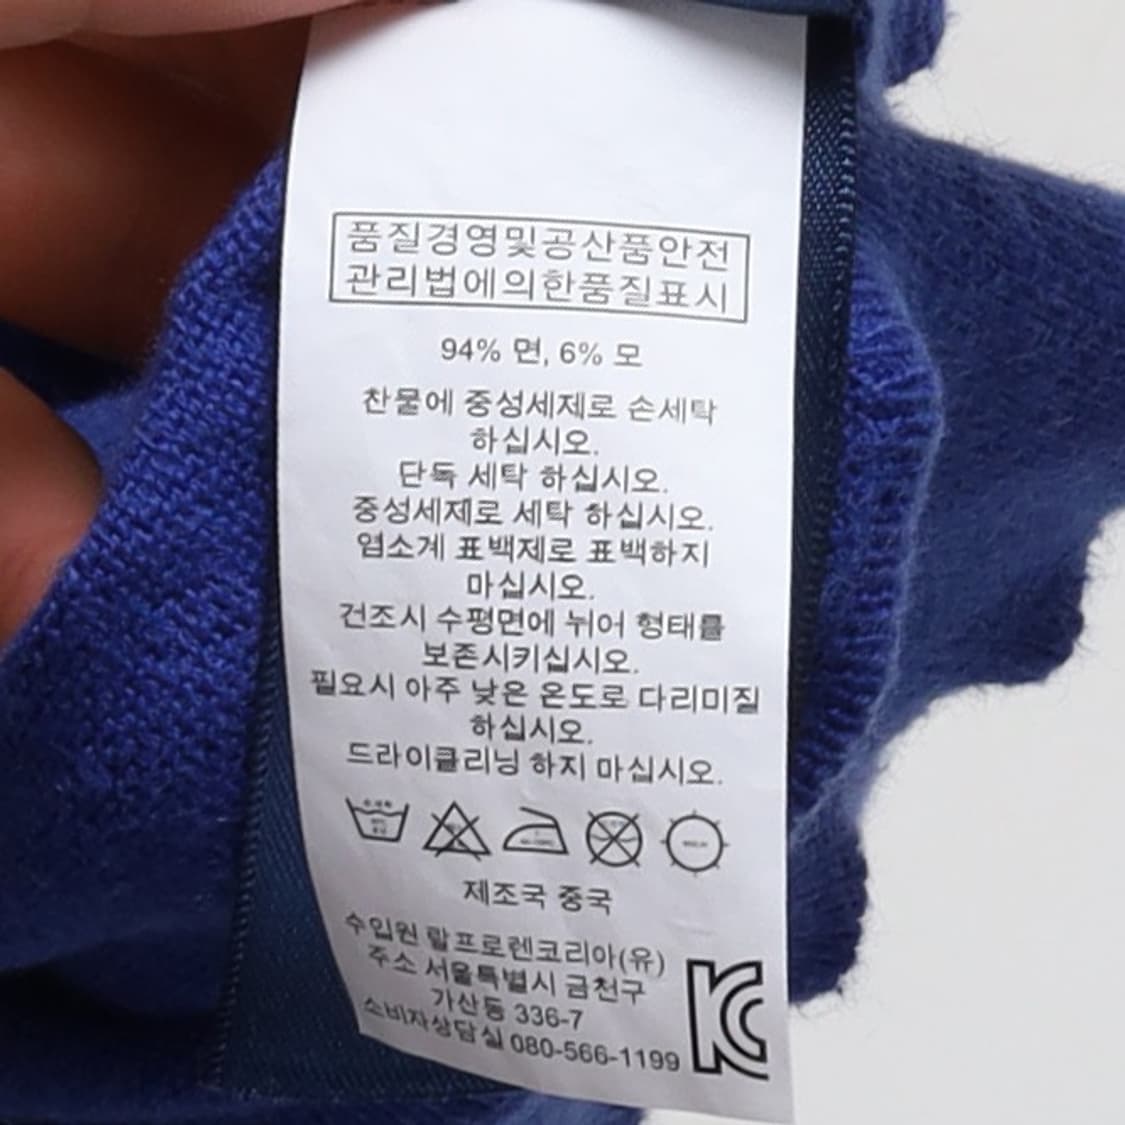 품질경영및공산품안전
관리법에의한품질표시
94% 면, 6% 모
찬물에 중성세제로 손세탁
하십시오.
단독 세탁 하십시오.
중성세제로 세탁 하십시오.
염소계 표백제로 표백하지
마십시오.
건조시 수평면에 뉘어 형태를
보존시키십시오.
필요시 아주 낮은 온도로 다리미질
하십시오.
드라이클리닝 하지 마십시오.
제조국 중국
수입원 랄프로렌코리아(유)
주소 서울특별시 금천구
가산동 336-7
소비자상담실 080-566-1199